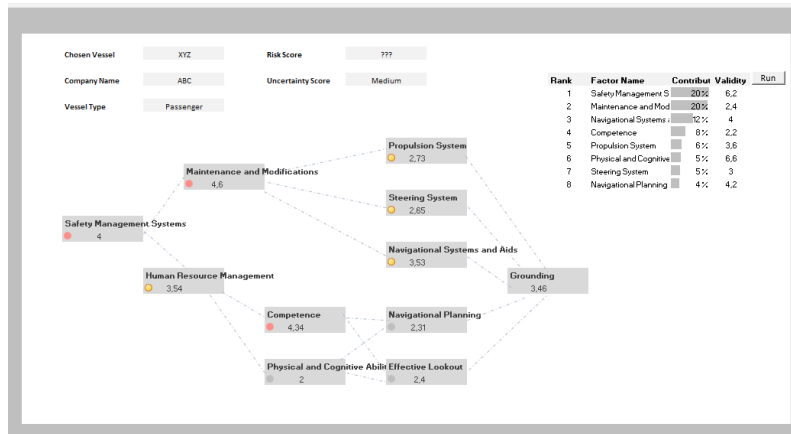 Chosen Vessel XYZ Risk Score ???
Company Name ABC Uncertainty Score Medium
Vessel Type Passenger
Rank Factor Name Contribut Validity Run
1 Safety Management S 20% 6,2
2 Maintenance and Mod 20% 2,4
3 Navigational Systems a 12% 4
4 Competence 8% 2,2
5 Propulsion System 6% 3,6
6 Physical and Cognitive 5% 6,6
7 Steering System 5% 3
8 Navigational Planning 4% 4,2
Propulsion System
2,73
Maintenance and Modifications
4,6
Steering System
2,65
Safety Management Systems
4
Navigational Systems and Aids
3,53
Human Resource Management
3,54
Grounding
3,46
Competence
4,34
Navigational Planning
2,31
Physical and Cognitive Abilit
2
Effective Lookout
2,4